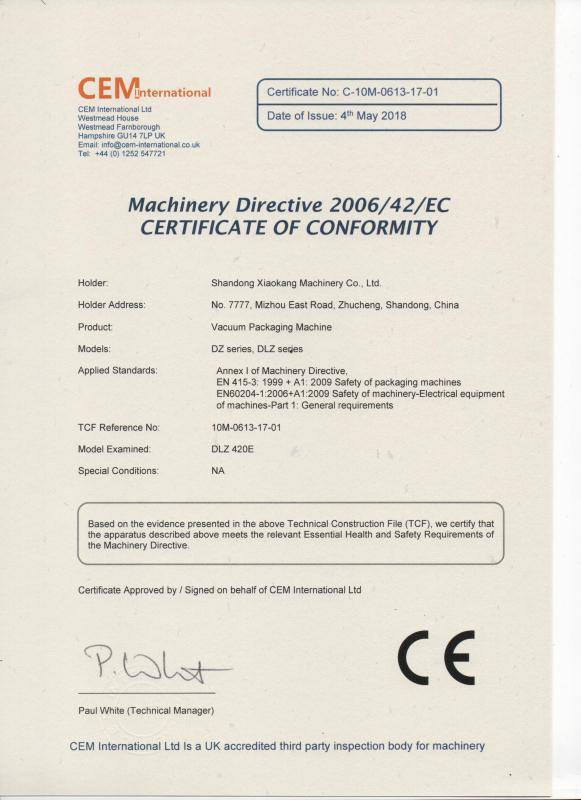 CEM International
CEM International Ltd
Westmead House
Westmead Farnborough
Hampshire GU14 7LP UK
Email: info@cem-international.co.uk
Tel: +44 (0) 1252 547721
Certificate No: C-10M-0613-17-01
Date of Issue: 4th May 2018
Machinery Directive 2006/42/EC
CERTIFICATE OF CONFORMITY
Holder: Shandong Xiaokang Machinery Co., Ltd.
Holder Address: No. 7777, Mizhou East Road, Zhucheng, Shandong, China
Product: Vacuum Packaging Machine
Models: DZ series, DLZ series
Applied Standards: Annex I of Machinery Directive,
EN 415-3: 1999 + A1: 2009 Safety of packaging machines
EN60204-1:2006+A1:2009 Safety of machinery-Electrical equipment
of machines-Part 1: General requirements
TCF Reference No: 10M-0613-17-01
Model Examined: DLZ 420E
Special Conditions: NA
Based on the evidence presented in the above Technical Construction File (TCF), we certify that
the apparatus described above meets the relevant Essential Health and Safety Requirements of
the Machinery Directive.
Certificate Approved by / Signed on behalf of CEM International Ltd
P. White
CE
Paul White (Technical Manager)
CEM International Ltd Is a UK accredited third party inspection body for machinery